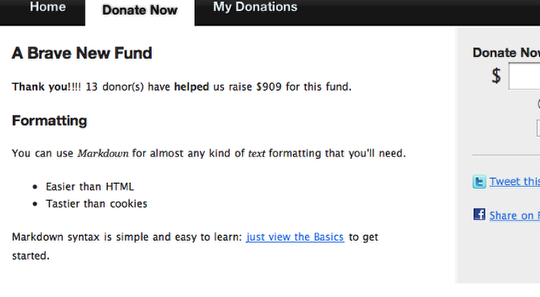 Home
Donate Now
My Donations
A Brave New Fund
Thank you!!!! 13 donor(s) have helped us raise $909 for this fund.
Formatting
You can use Markdown for almost any kind of text formatting that you'll need.
Easier than HTML
Tastier than cookies
Markdown syntax is simple and easy to learn: just view the Basics to get
started.
Donate Now
$
Tweet this
Share on